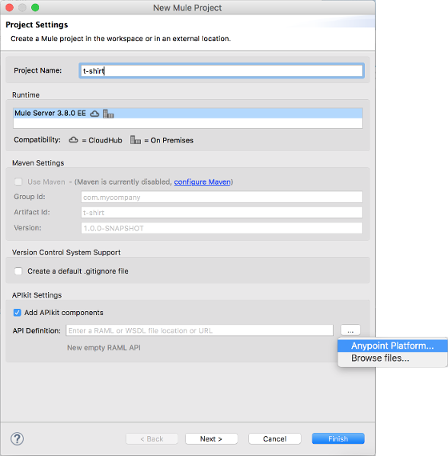 New Mule Project
Project Settings
Create a Mule project in the workspace or in an external location.
Project Name: t-shirt
Runtime
Mule Server 3.8.0 EE
Compatibility: = CloudHub = On Premises
Maven Settings
Use Maven - (Maven is currently disabled, configure Maven)
Group Id: com.mycompany
Artifact Id: t-shirt
Version: 1.0.0-SNAPSHOT
Version Control System Support
Create a default .gitignore file
APIkit Settings
Add APIkit components
API Definition: Enter a RAML or WSDL file location or URL ...
New empty RAML API
Anypoint Platform...
Browse files...
? < Back Next > Cancel Finish